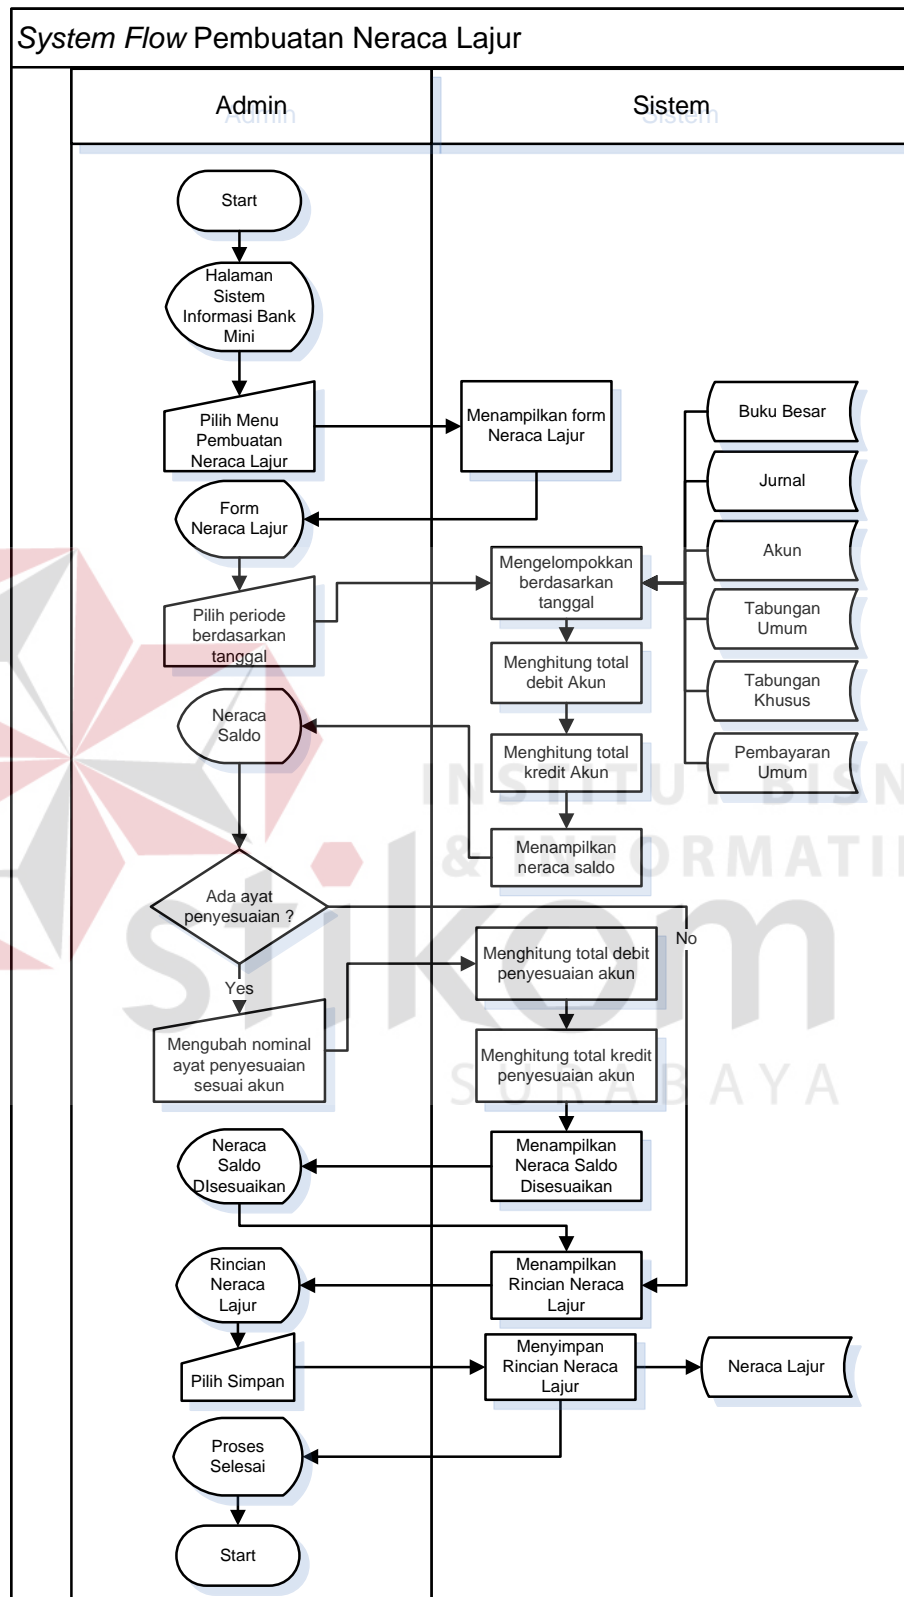 System Flow Pembuatan Neraca Lajur
Admin
Sistem
Start
Halaman
Sistem
Informasi Bank
Mini
Pilih Menu
Pembuatan
Neraca Lajur
Menampilkan form
Neraca Lajur
Buku Besar
Jurnal
Form
Neraca Lajur
Akun
Mengelompokkan
berdasarkan
tanggal
Pilih periode
berdasarkan
tanggal
Tabungan
Umum
Menghitung total
debit Akun
Tabungan
Khusus
Neraca
Saldo
Menghitung total
kredit Akun
Pembayaran
Umum
Menampilkan
neraca saldo
Ada ayat
penyesuaian ?
No
Yes
Menghitung total debit
penyesuaian akun
Mengubah nominal
ayat penyesuaian
sesuai akun
Menghitung total kredit
penyesuaian akun
Neraca
Saldo
DIsesuaikan
Menampilkan
Neraca Saldo
Disesuaikan
Rincian
Neraca
Lajur
Menampilkan
Rincian Neraca
Lajur
Pilih Simpan
Menyimpan
Rincian Neraca
Lajur
Neraca Lajur
Proses
Selesai
Start
INSTITUT BISN
& INFORMATI
stikom
SURABAYA